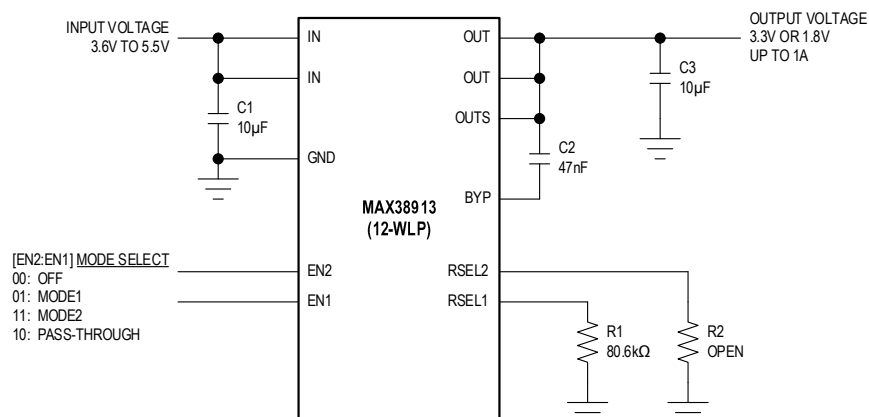 INPUT VOLTAGE
3.6V TO 5.5V
IN
OUT
OUTPUT VOLTAGE
3.3V OR 1.8V
UP TO 1A
IN
OUT
C1
10µF
OUTS
C3
10µF
GND
C2
47nF
BYP
MAX38913
(12-WLP)
[EN2:EN1] MODE SELECT
00: OFF
01: MODE1
11: MODE2
10: PASS-THROUGH
EN2
EN1
RSEL2
RSEL1
R1
80.6kΩ
R2
OPEN